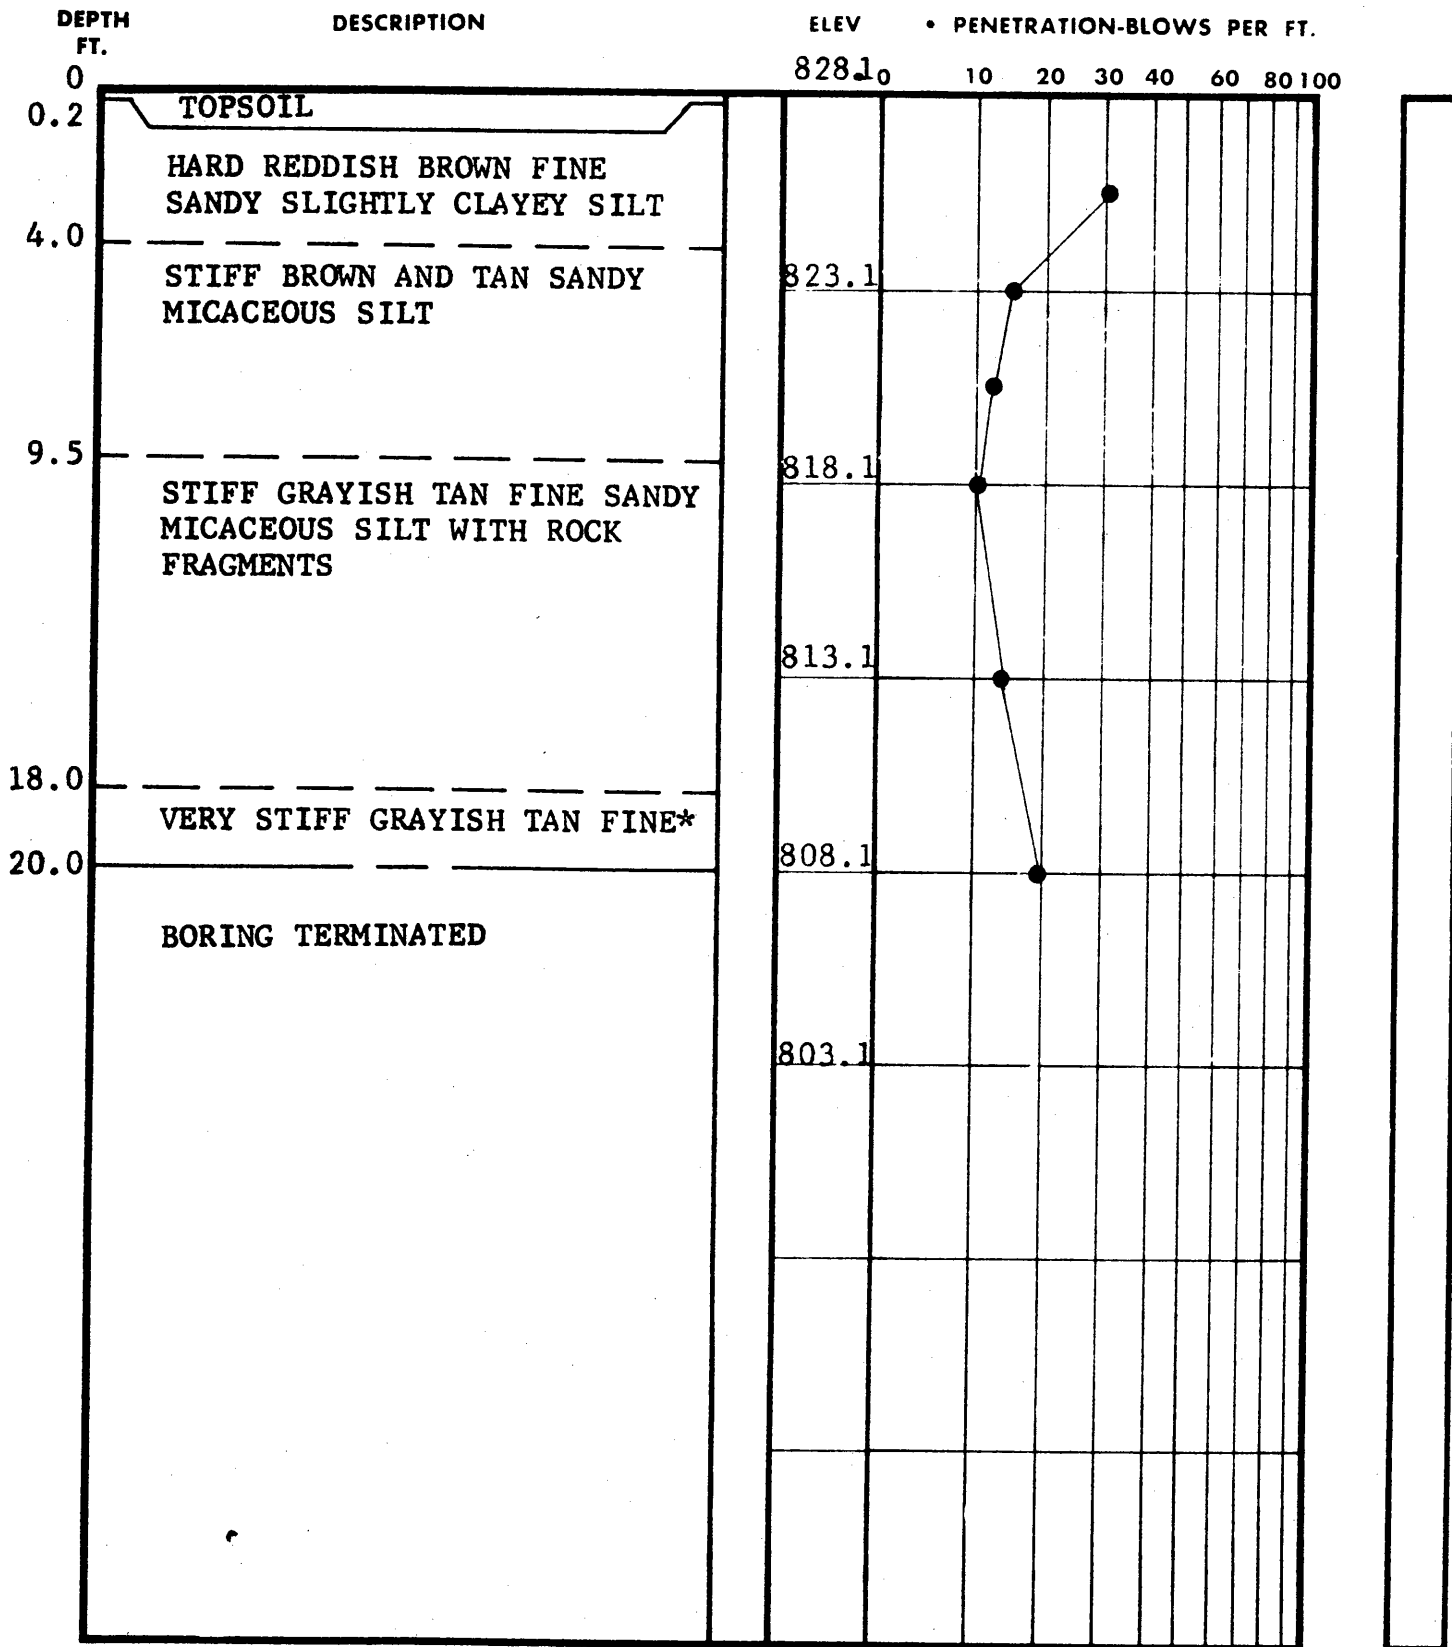 DEPTH FT.
DESCRIPTION
ELEV
• PENETRATION-BLOWS PER FT.
0
828.1
0 10 20 30 40 60 80 100
0.2
TOPSOIL
HARD REDDISH BROWN FINE
SANDY SLIGHTLY CLAYEY SILT
4.0
STIFF BROWN AND TAN SANDY
MICACEOUS SILT
823.1
9.5
818.1
STIFF GRAYISH TAN FINE SANDY
MICACEOUS SILT WITH ROCK
FRAGMENTS
813.1
18.0
VERY STIFF GRAYISH TAN FINE*
20.0
808.1
BORING TERMINATED
803.1